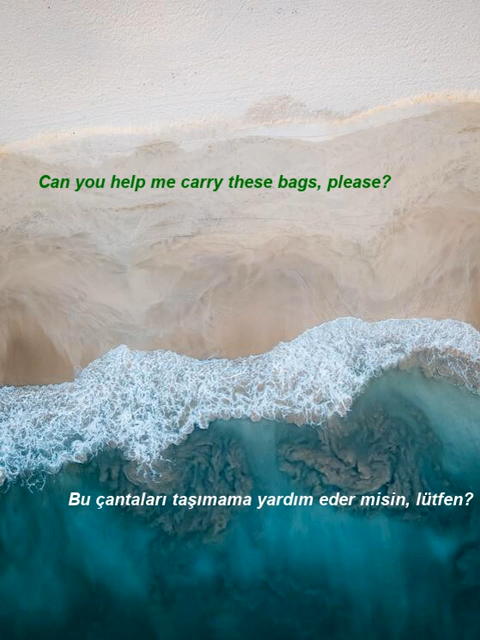 Can you help me carry these bags, please?
Bu çantaları taşımama yardım eder misin, lütfen?